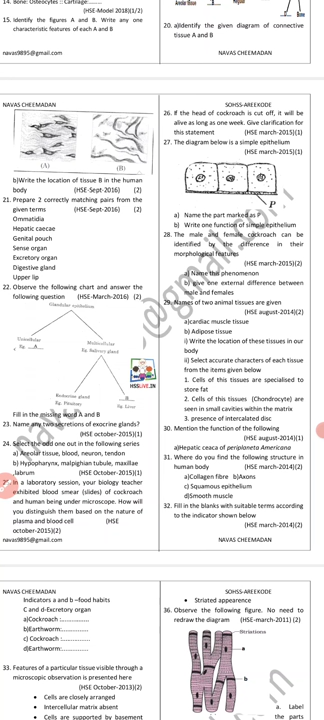 14. Bone: Osteocytes :: Cartilage:........
(HSE-Model 2018)(1/2)
15. Identify the figures A and B. Write any one
characteristic features of each A and B
navas9895@gmail.com
Areolar tissue
Bone
20. a)Identify the given diagram of connective
tissue A and B
NAVAS CHEEMADAN
NAVAS CHEEMADAN
(A)
(B)
b)Write the location of tissue B in the human
body (HSE-Sept-2016) (2)
21. Prepare 2 correctly matching pairs from the
given terms (HSE-Sept-2016) (2)
Ommatidia
Hepatic caecae
Genital pouch
Sense organ
Excretory organ
Digestive gland
Upper lip
22. Observe the following chart and answer the
following question (HSE-March-2016) (2)
Glandular epithelium
Unicellular
Eg. A
Multicellular
Eg. Salivary gland
Endocrine gland
Eg. Pituitary
B
Eg. Liver
HSSLIVE.IN
Fill in the missing word A and B
23. Name any two secretions of exocrine glands?
(HSE october-2015)(1)
24. Select the odd one out in the following series
a) Areolar tissue, blood, neuron, tendon
b) Hypopharynx, malpighian tubule, maxillae
,labrum (HSE October-2015)(1)
25. In a laboratory session, your biology teacher
exhibited blood smear (slides) of cockroach
and human being under microscope. How will
you distinguish them based on the nature of
plasma and blood cell (HSE
october-2015)(2)
navas9895@gmail.com
SOHSS-AREEKODE
26. If the head of cockroach is cut off, it will be
alive as long as one week. Give clarification for
this statement (HSE march-2015)(1)
27. The diagram below is a simple epithelium
(HSE march-2015)(1)
P
a) Name the part marked as P
b) Write one function of simple epithelium
28. The male and female cockroach can be
identified by the difference in their
morphological features
(HSE march-2015)(2)
a) Name this phenomenon
b) give one external difference between
male and females
29. Names of two animal tissues are given
(HSE august-2014)(2)
a)cardiac muscle tissue
b) Adipose tissue
i) Write the location of these tissues in our
body
ii) Select accurate characters of each tissue
from the items given below
1. Cells of this tissues are specialised to
store fat
2. Cells of this tissues (Chondrocyte) are
seen in small cavities within the matrix
3. presence of intercalated disc
30. Mention the function of the following
(HSE august-2014)(1)
a)Hepatic ceaca of periplaneta Americana
31. Where do you find the following structure in
human body (HSE march-2014)(2)
a)Collagen fibre b)Axons
c) Squamous epithelium
d)Smooth muscle
32. Fill in the blanks with suitable terms according
to the indicator shown below
(HSE march-2014)(2)
NAVAS CHEEMADAN
NAVAS CHEEMADAN
Indicators a and b –food habits
C and d-Excretory organ
a)Cockroach :...............
b)Earthworm:..............
c) Cockroach :..............
d)Earthworm:..............
33. Features of a particular tissue visible through a
microscopic observation is presented here
(HSE October-2013)(2)
• Cells are closely arranged
• Intercellular matrix absent
• Cells are supported by basement
SOHSS-AREEKODE
• Striated appearence
36. Observe the following figure. No need to
redraw the diagram (HSE-march-2011) (2)
Striations
a
b
a. Label
the parts